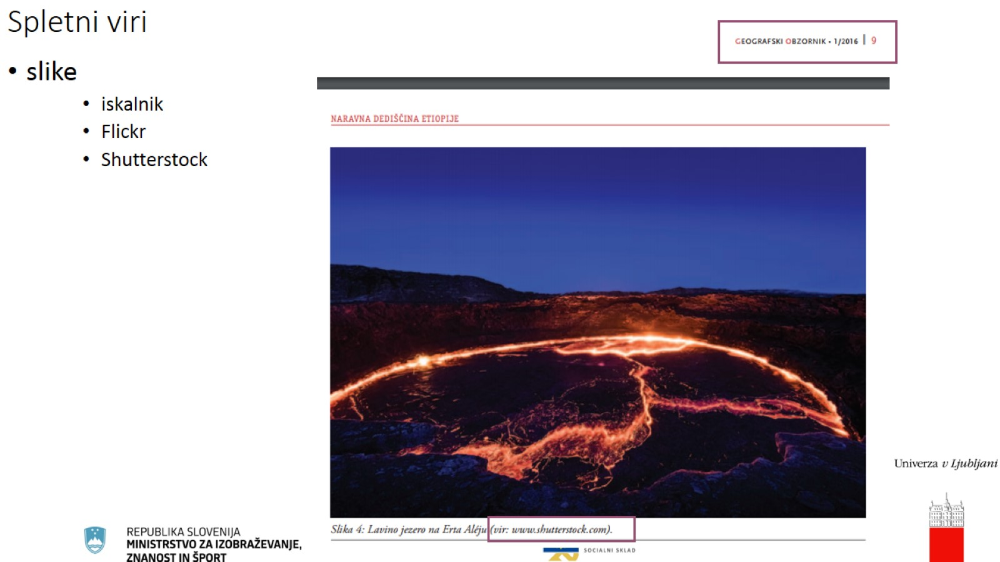 Spletni viri
• slike
• iskalnik
• Flickr
• Shutterstock
GEOGRAFSKI OBZORNIK • 1/2016 | 9
NARAVNA DEDIŠČINA ETIOPIJE
Slika 4: Lavino jezero na Erta Aléju (vir: www.shutterstock.com).
Univerza v Ljubljani
REPUBLIKA SLOVENIJA
MINISTRSTVO ZA IZOBRAŽEVANJE,
ZNANOST IN ŠPORT
SOCIALNI SKLAD